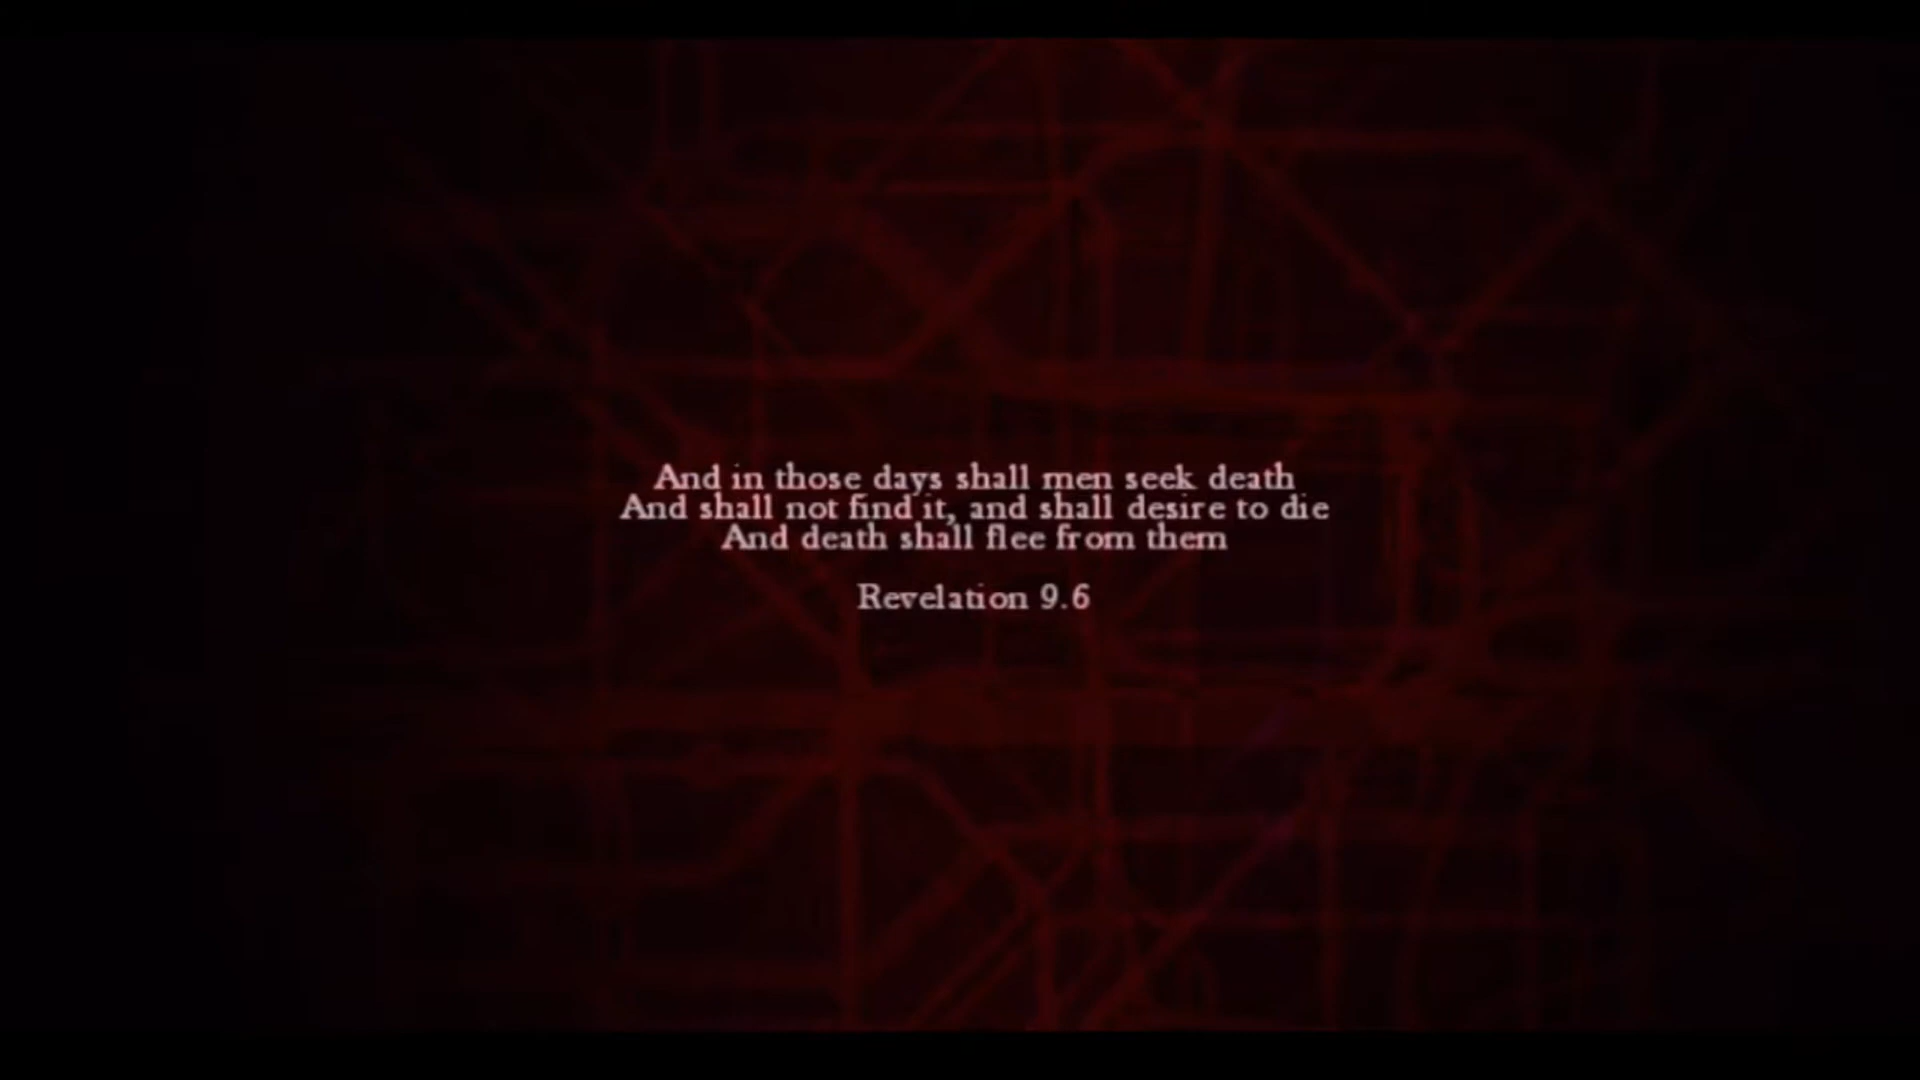 And in those days shall men seek death
And shall not find it, and shall desire to die
And death shall flee from them
Revelation 9.6